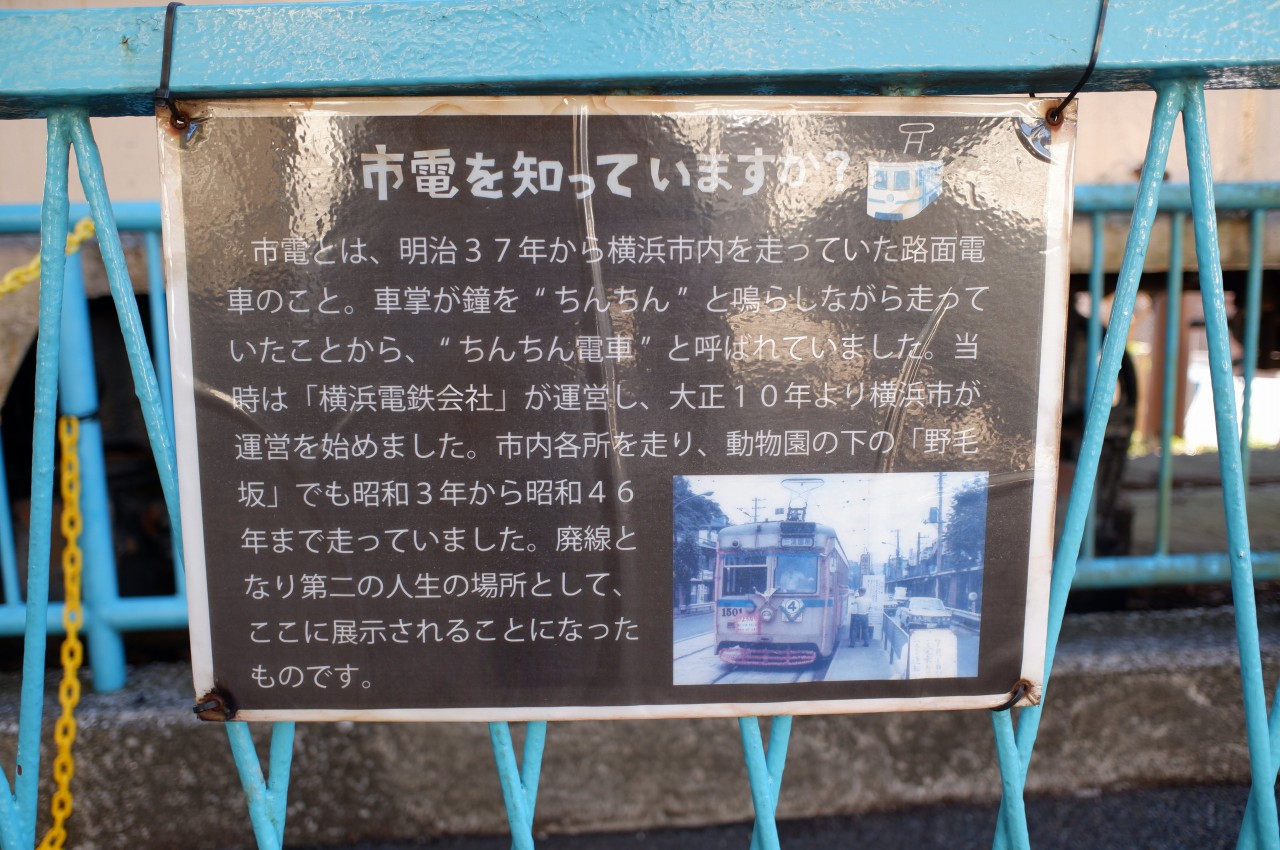 市電を知っていますか?
市電とは、明治３７年から横浜市内を走っていた路面電
車のこと。車掌が鐘を“ちんちん”と鳴らしながら走って
いたことから、“ちんちん電車”と呼ばれていました。当
時は「横浜電鉄会社」が運営し、大正１０年より横浜市が
運営を始めました。市内各所を走り、動物園の下の「野毛
坂」でも昭和３年から昭和４６
年まで走っていました。廃線と
なり第二の人生の場所として、
ここに展示されることになった
ものです。
1501
4